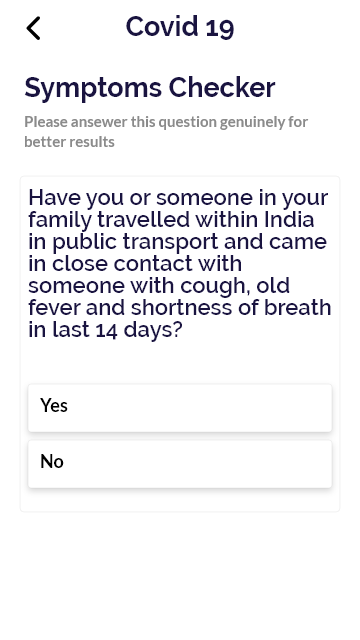 Covid 19
Symptoms Checker
Please ansewer this question genuinely for
better results
Have you or someone in your
family travelled within India
in public transport and came
in close contact with
someone with cough, old
fever and shortness of breath
in last 14 days?
Yes
No